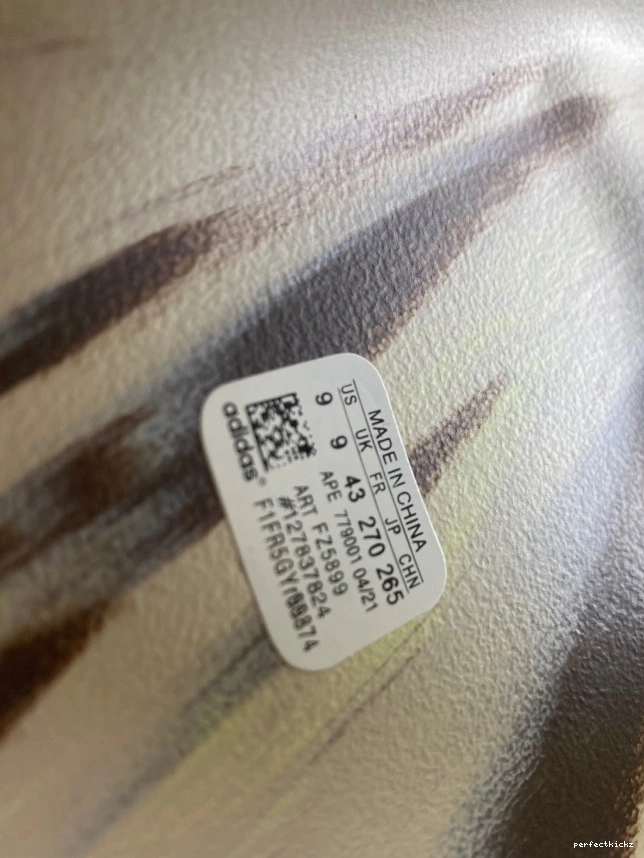 MADE IN CHINA
US UK FR JP CHN
9 9 43 270 265
APE 779001 04/21
ART FZ5899
#127837824
adidas®
perfectkickz